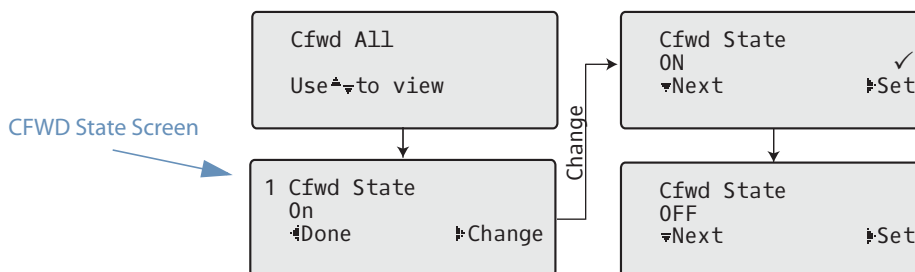 Cfwd All
Use to view
CFWD State Screen
1 Cfwd State
On
Done Change
Change
Cfwd State
ON ✓
Next Set
Cfwd State
OFF
Next Set